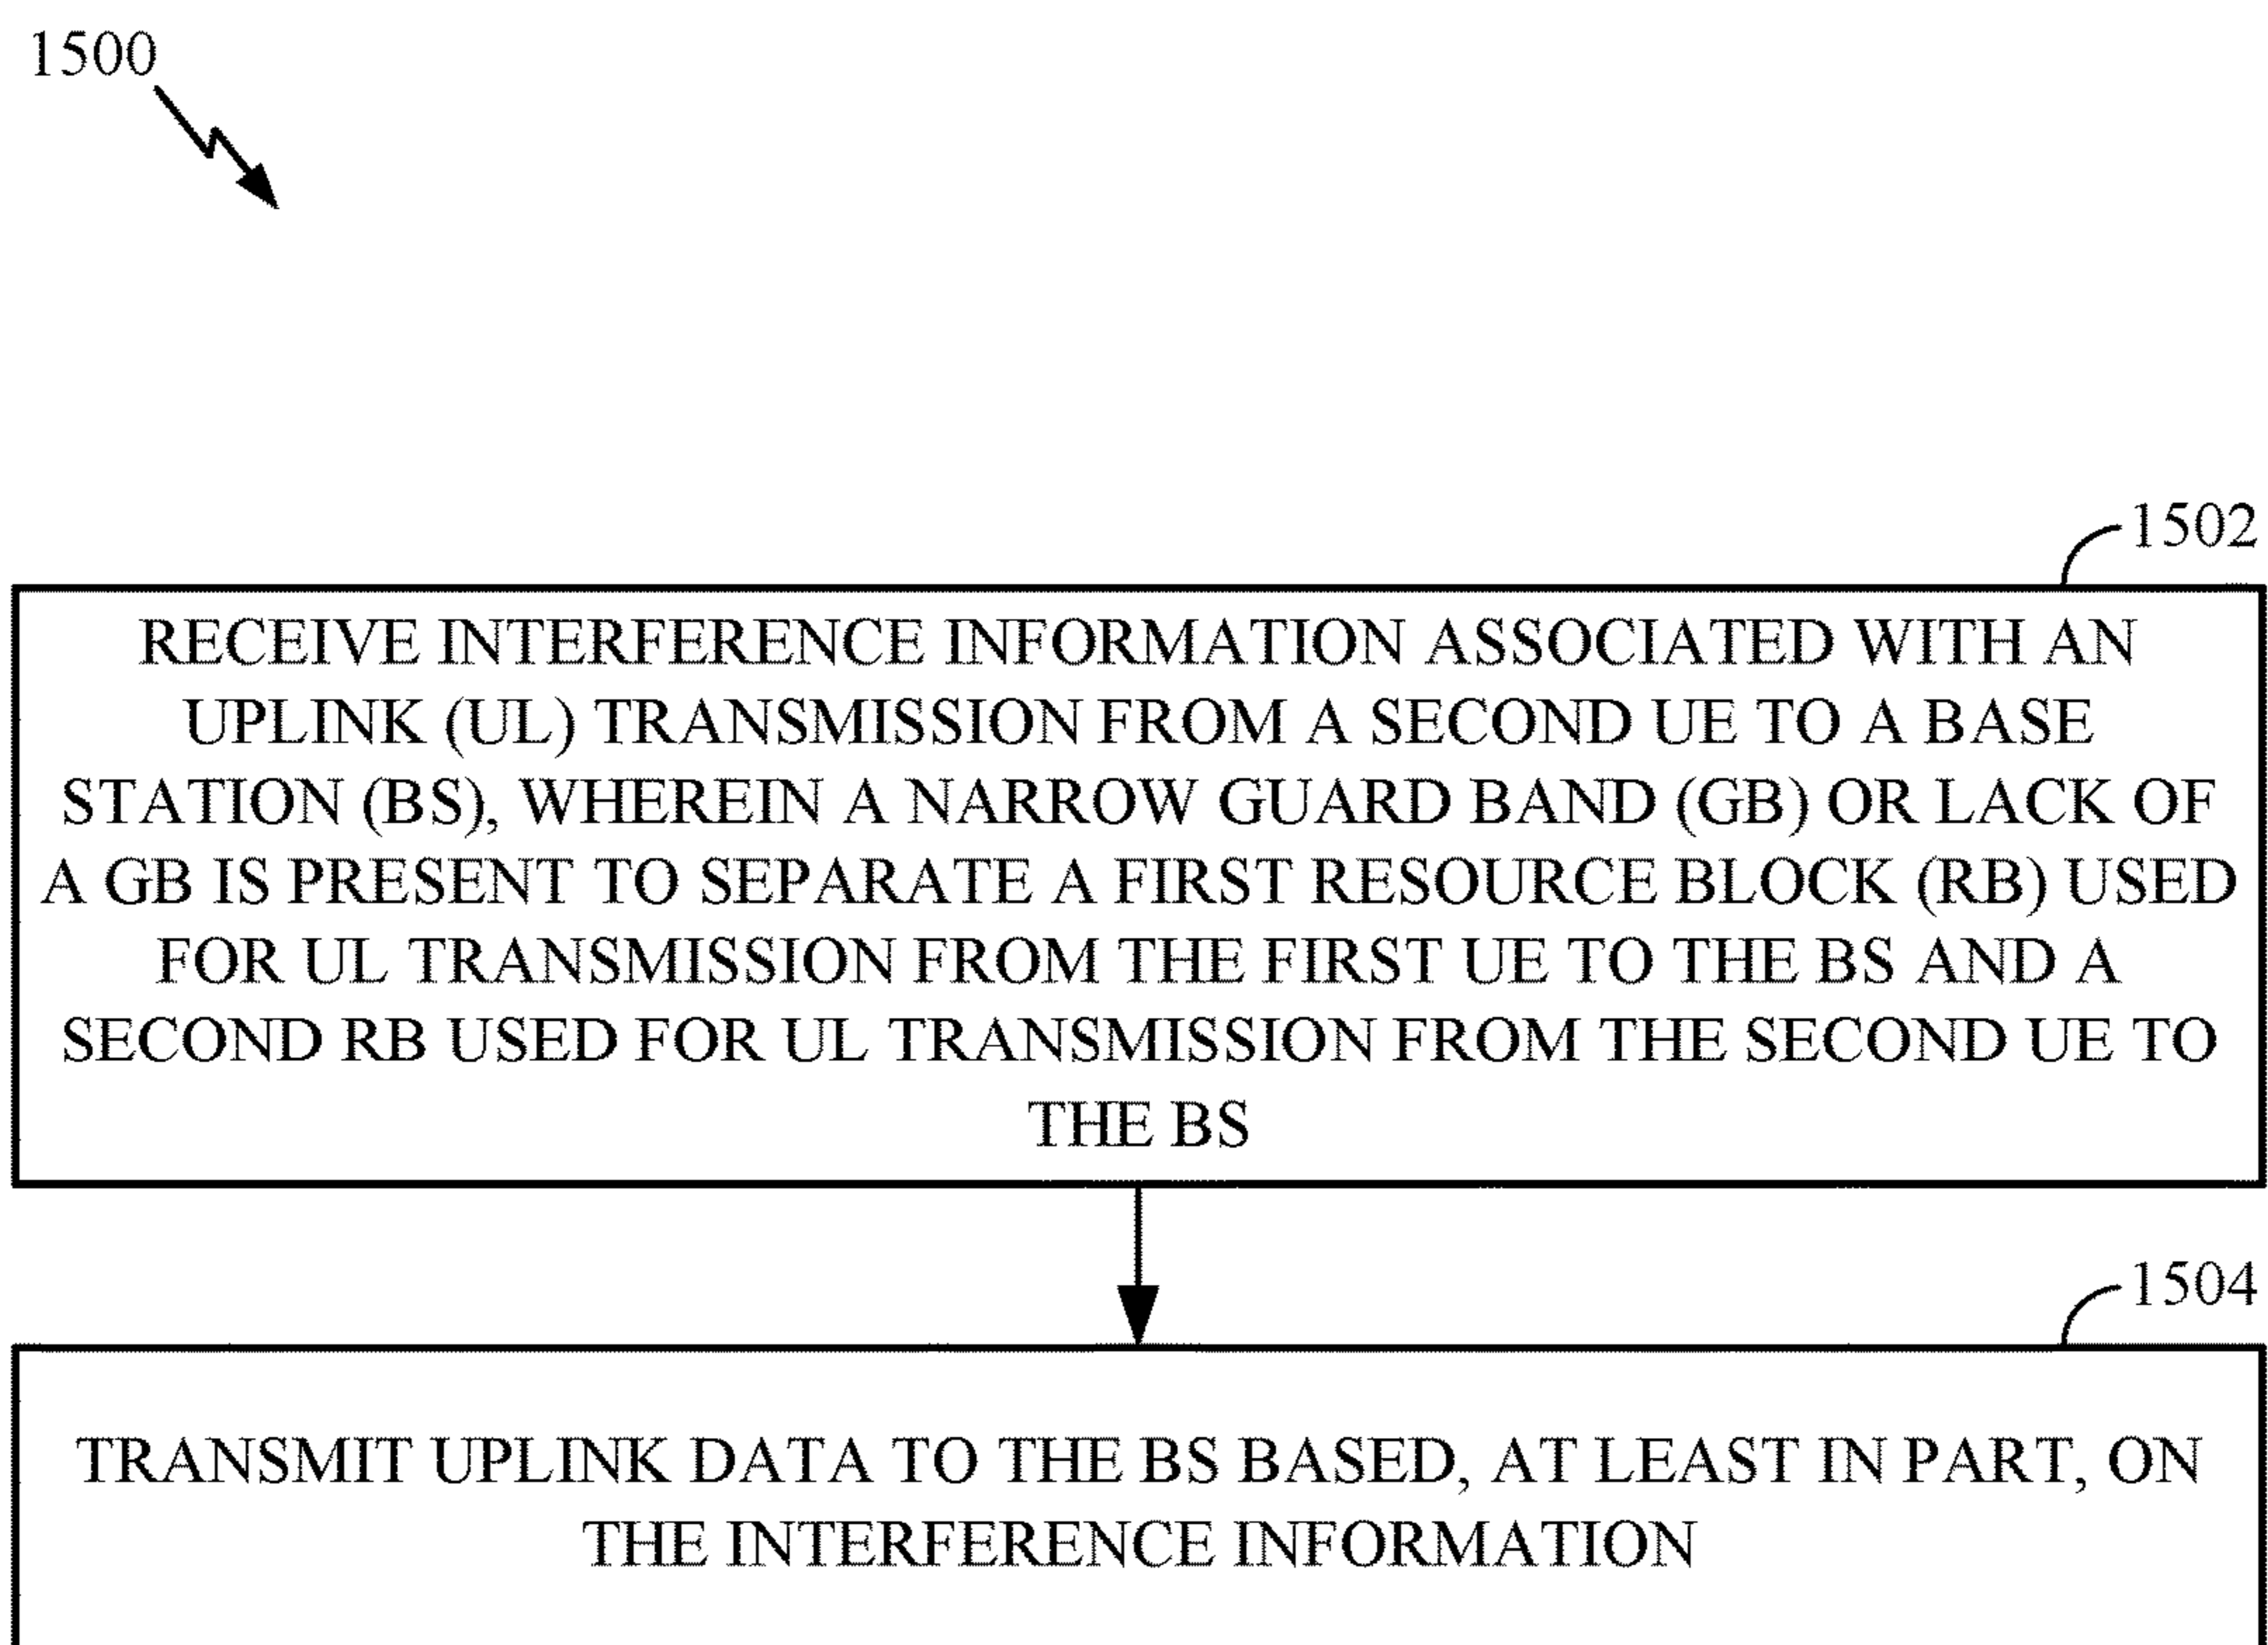 1500
1502
RECEIVE INTERFERENCE INFORMATION ASSOCIATED WITH AN
UPLINK (UL) TRANSMISSION FROM A SECOND UE TO A BASE
STATION (BS), WHEREIN A NARROW GUARD BAND (GB) OR LACK OF
A GB IS PRESENT TO SEPARATE A FIRST RESOURCE BLOCK (RB) USED
FOR UL TRANSMISSION FROM THE FIRST UE TO THE BS AND A
SECOND RB USED FOR UL TRANSMISSION FROM THE SECOND UE TO
THE BS
1504
TRANSMIT UPLINK DATA TO THE BS BASED, AT LEAST IN PART, ON
THE INTERFERENCE INFORMATION